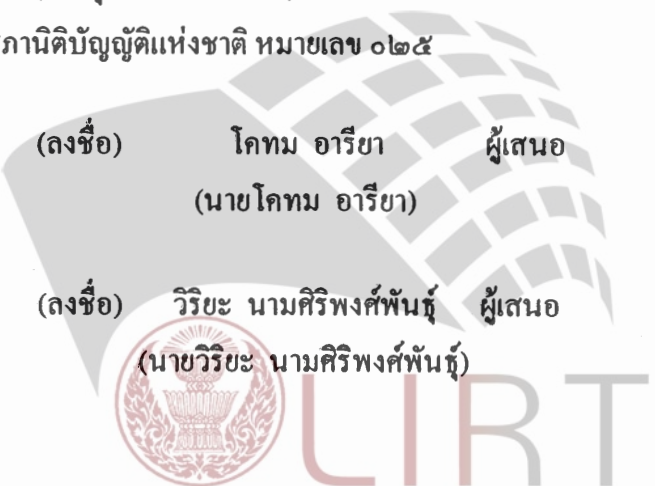 ภานิติบัญญัติแห่งชาติ หมายเลข ๐๒๕
(ลงชื่อ) โคทม อารียา ผู้เสนอ
(นายโคทม อารียา)
(ลงชื่อ) วิริยะ นามศิริพงศ์พันธุ์ ผู้เสนอ
(นายวิริยะ นามศิริพงศ์พันธุ์)
LIRT